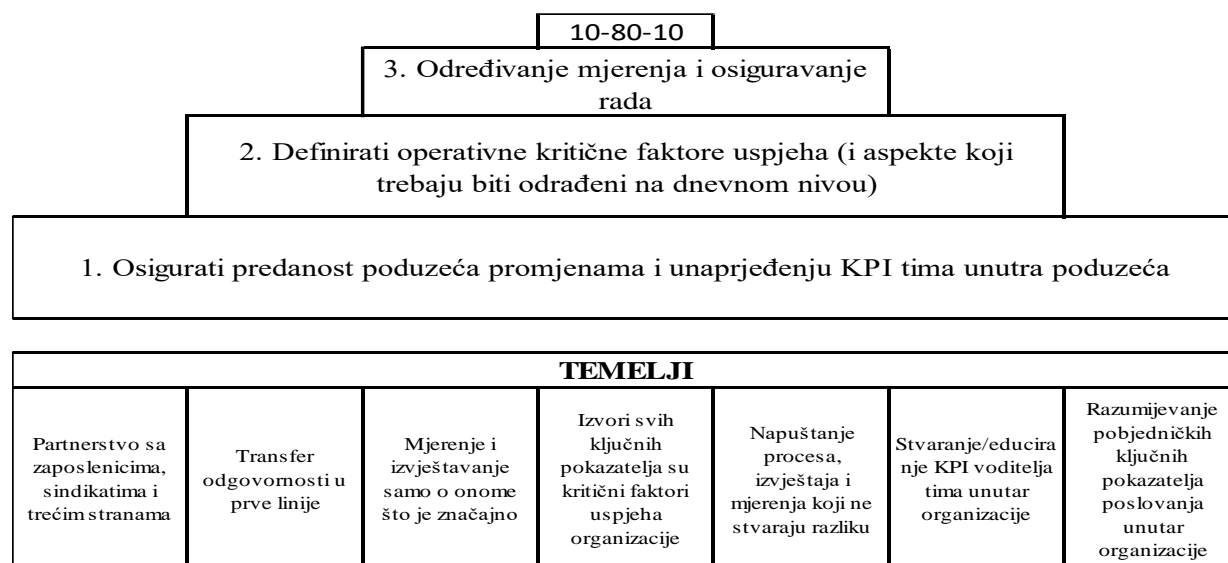 10-80-10
3. Određivanje mjerenja i osiguravanje
rada
2. Definirati operativne kritične faktore uspjeha (i aspekte koji
trebaju biti odrađeni na dnevnom nivou)
1. Osigurati predanost poduzeća promjenama i unaprjeđenju KPI tima unutra poduzeća
TEMELJI
Partnerstvo sa
zaposlenicima,
sindikatima i
trećim stranama
Transfer
odgovornosti u
prve linije
Mjerenje i
izvještavanje
samo o onome
što je značajno
Izvori svih
ključnih
pokazatelja su
kritični faktori
uspjeha
organizacije
Napuštanje
procesa,
izvještaja i
mjerenja koji ne
stvaraju razliku
Stvaranje/educira
nje KPI voditelja
tima unutar
organizacije
Razumijevanje
pobjedničkih
ključnih
pokazatelja
poslovanja
unutar
organizacije